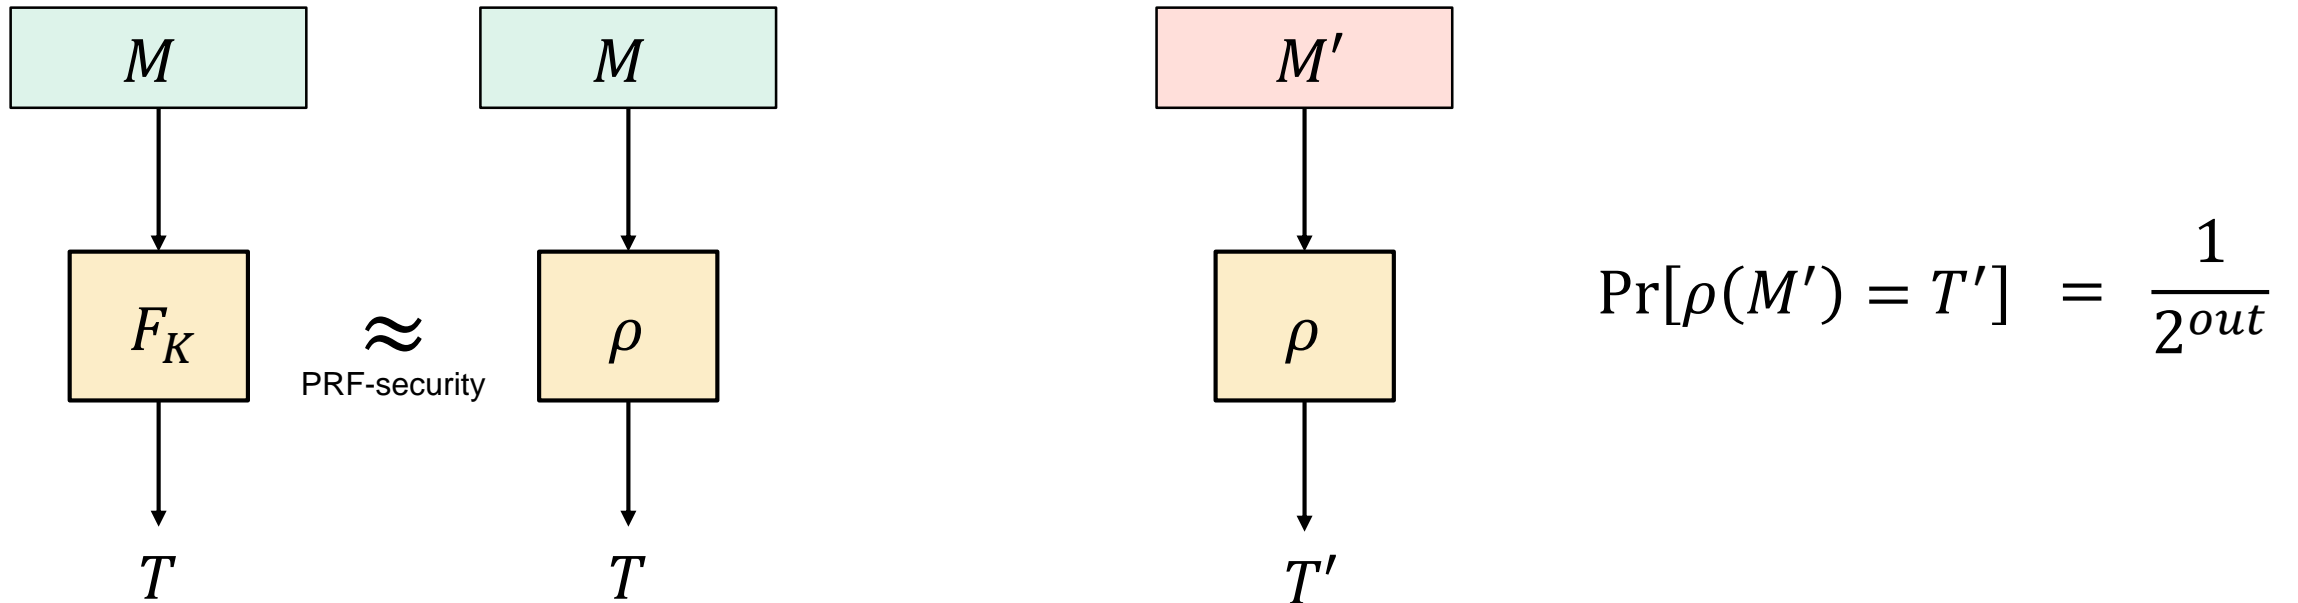 M
F_K
T
≈
PRF-security
M
ρ
T
M′
ρ
T′
Pr[ρ(M′) = T′] = 1/2^out